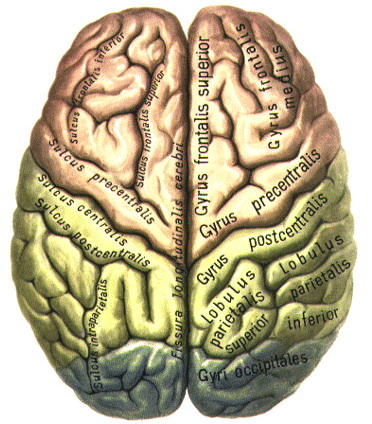 Sulcus frontalis inferior
Sulcus frontalis superior
Sulcus precentralis
Sulcus centralis
Sulcus postcentralis
Sulcus intraparietalis
Fissura longitudinalis cerebri
Gyrus frontalis superior
Gyrus frontalis
medius
Gyrus precentralis
Gyrus postcentralis
Lobulus
parietalis
superior
Lobulus
parietalis
inferior
Gyri occipitales